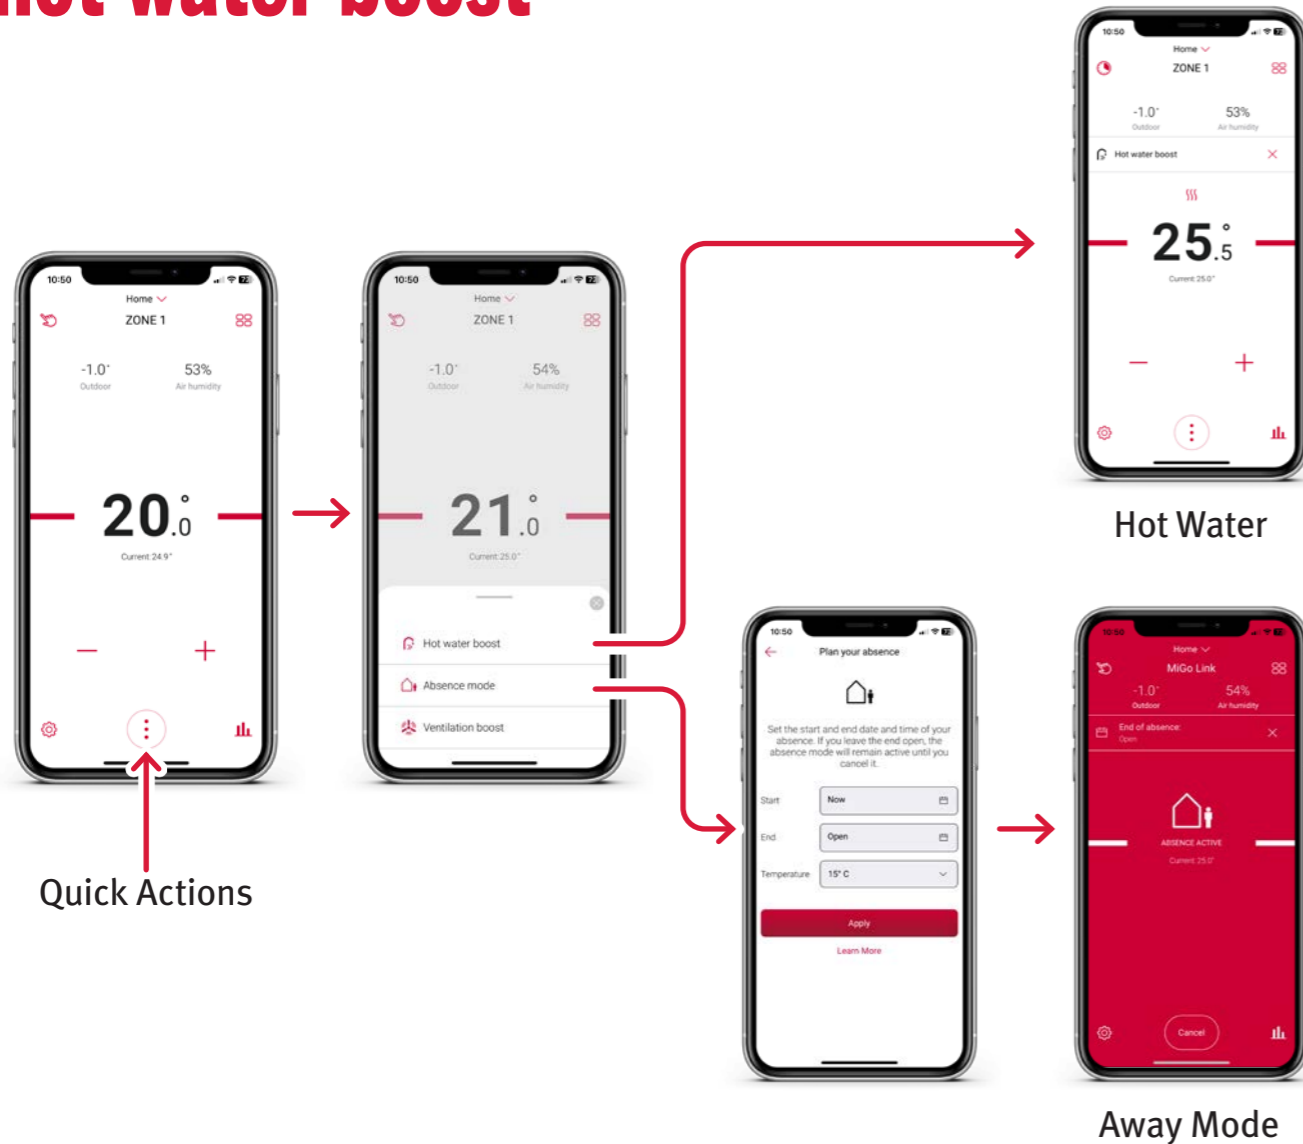 hot water boost
10:50
Home
ZONE 1
-1.0°
53%
Outdoor
Air humidity
Hot water boost
25.5°
Current 25.0°
Hot Water
10:50
Home
ZONE 1
-1.0°
53%
Outdoor
Air humidity
20.0°
Current 24.9°
Quick Actions
10:50
Home
ZONE 1
-1.0°
54%
Outdoor
Air humidity
21.0°
Current 25.0°
Hot water boost
Absence mode
Ventilation boost
10:50
Plan your absence
Set the start and end date and time of your
absence. If you leave the end open, the
absence mode will remain active until you
cancel it.
Start
Now
End
Open
Temperature
15° C
Apply
Learn More
10:50
Home
MiGo Link
-1.0°
54%
Outdoor
Air humidity
End of absence:
Open
ABSENCE ACTIVE
Current 25.0°
Cancel
Away Mode